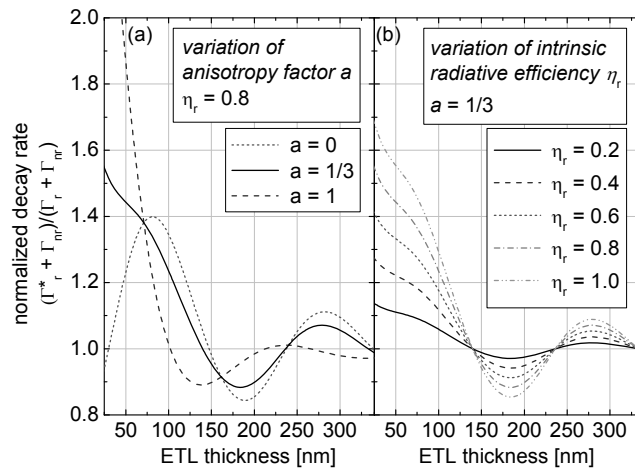 (a)
variation of
anisotropy factor a
ηr = 0.8
a = 0
a = 1/3
a = 1
(b)
variation of intrinsic
radiative efficiency ηr
a = 1/3
ηr = 0.2
ηr = 0.4
ηr = 0.6
ηr = 0.8
ηr = 1.0
normalized decay rate
(Γ*r + Γnr)/(Γr + Γnr)
2.0
1.8
1.6
1.4
1.2
1.0
0.8
50 100 150 200 250 300
50 100 150 200 250 300
ETL thickness [nm]
ETL thickness [nm]